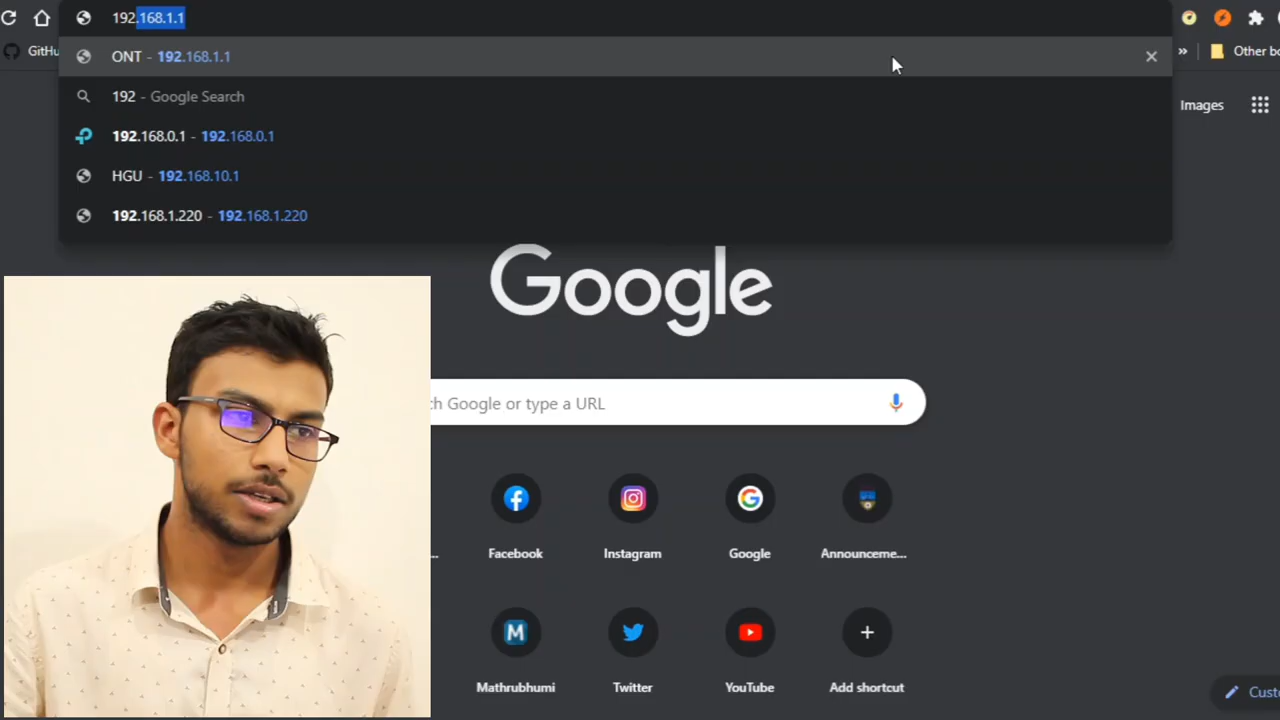 192.168.1.1
GitHu
Other bo
ONT - 192.168.1.1
192 - Google Search
192.168.0.1 - 192.168.0.1
HGU - 192.168.10.1
192.168.1.220 - 192.168.1.220
Images
Google
ch Google or type a URL
Facebook
Instagram
Google
Announceme...
Mathrubhumi
Twitter
YouTube
Add shortcut
Custo